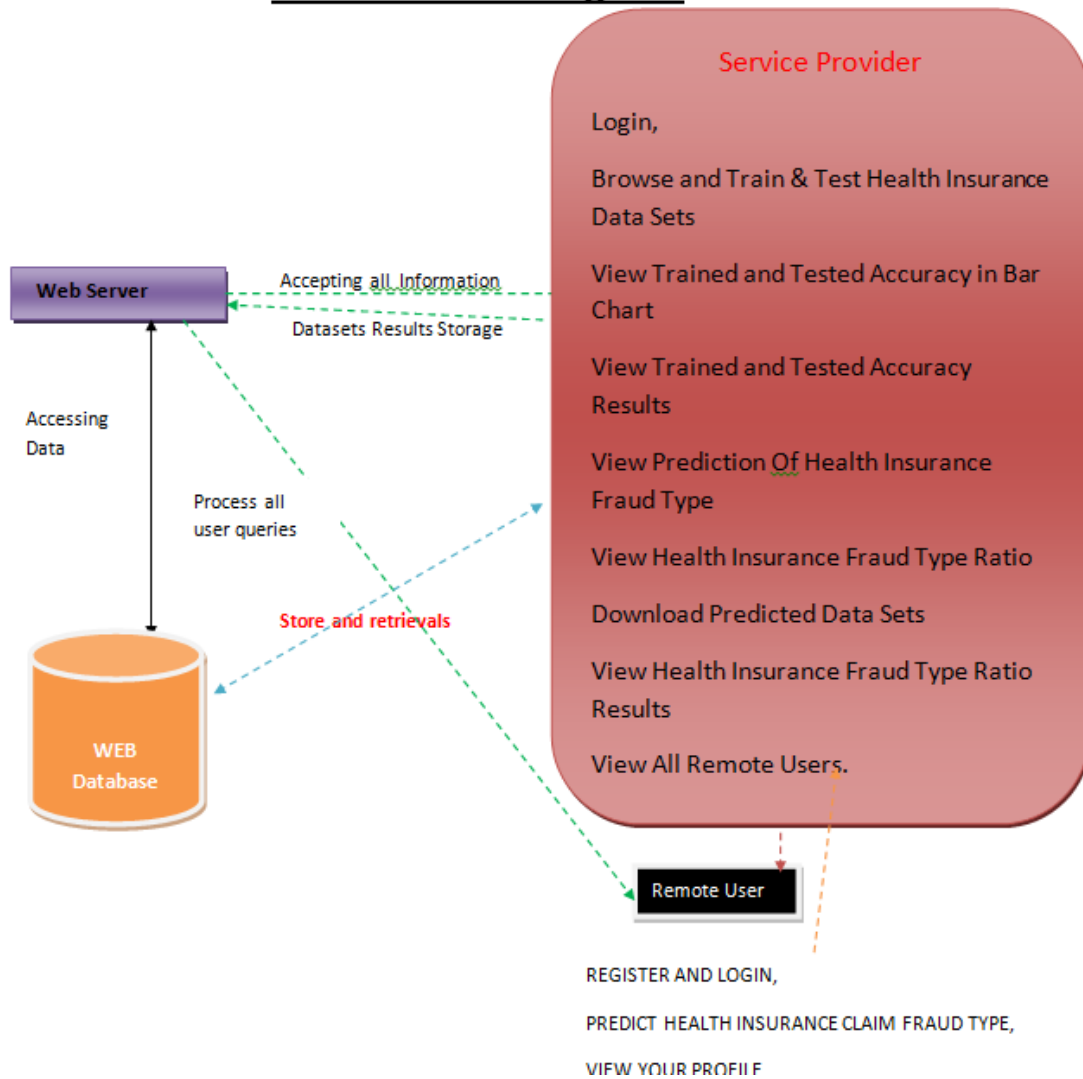 Service Provider
Login,
Browse and Train & Test Health Insurance
Data Sets
View Trained and Tested Accuracy in Bar
Chart
View Trained and Tested Accuracy
Results
View Prediction Of Health Insurance
Fraud Type
View Health Insurance Fraud Type Ratio
Download Predicted Data Sets
View Health Insurance Fraud Type Ratio
Results
View All Remote Users.
Web Server
Accepting all Information
Datasets Results Storage
Accessing
Data
Process all
user queries
Store and retrievals
WEB
Database
Remote User
REGISTER AND LOGIN,
PREDICT HEALTH INSURANCE CLAIM FRAUD TYPE,
VIEW YOUR PROFILE